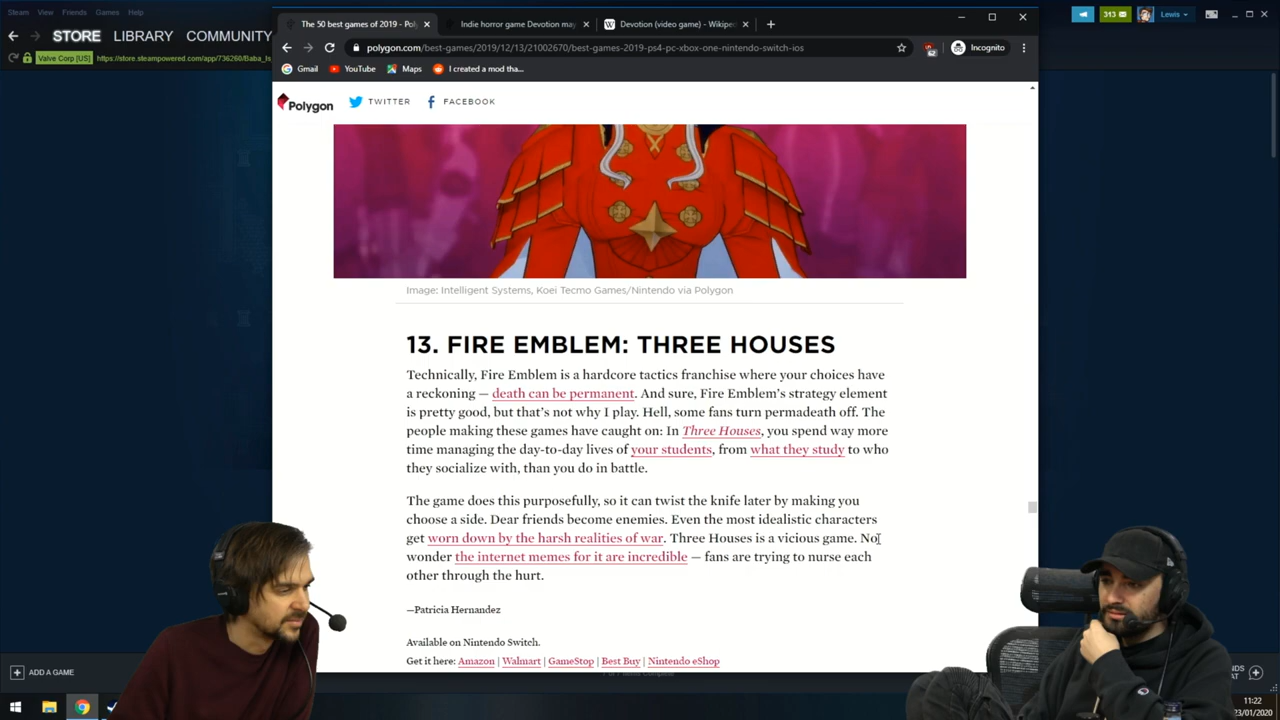 Steam View Friends Games Help
STORE LIBRARY COMMUNITY
Valve Corp [US] https://store.steampowered.com/app/736260/Baba_Is_
313 Lewis
The 50 best games of 2019 - Pol
Indie horror game Devotion may
Devotion (video game) - Wikipe
polygon.com/best-games/2019/12/13/21002670/best-games-2019-ps4-pc-xbox-one-nintendo-switch-ios
Incognito
Gmail YouTube Maps I created a mod tha...
Polygon TWITTER FACEBOOK
Image: Intelligent Systems, Koei Tecmo Games/Nintendo via Polygon
13. FIRE EMBLEM: THREE HOUSES
Technically, Fire Emblem is a hardcore tactics franchise where your choices have
a reckoning — death can be permanent. And sure, Fire Emblem's strategy element
is pretty good, but that's not why I play. Hell, some fans turn permadeath off. The
people making these games have caught on: In Three Houses, you spend way more
time managing the day-to-day lives of your students, from what they study to who
they socialize with, than you do in battle.
The game does this purposefully, so it can twist the knife later by making you
choose a side. Dear friends become enemies. Even the most idealistic characters
get worn down by the harsh realities of war. Three Houses is a vicious game. No
wonder the internet memes for it are incredible — fans are trying to nurse each
other through the hurt.
—Patricia Hernandez
Available on Nintendo Switch.
Get it here: Amazon | Walmart | GameStop | Best Buy | Nintendo eShop
ADD A GAME
11:22
23/01/2020